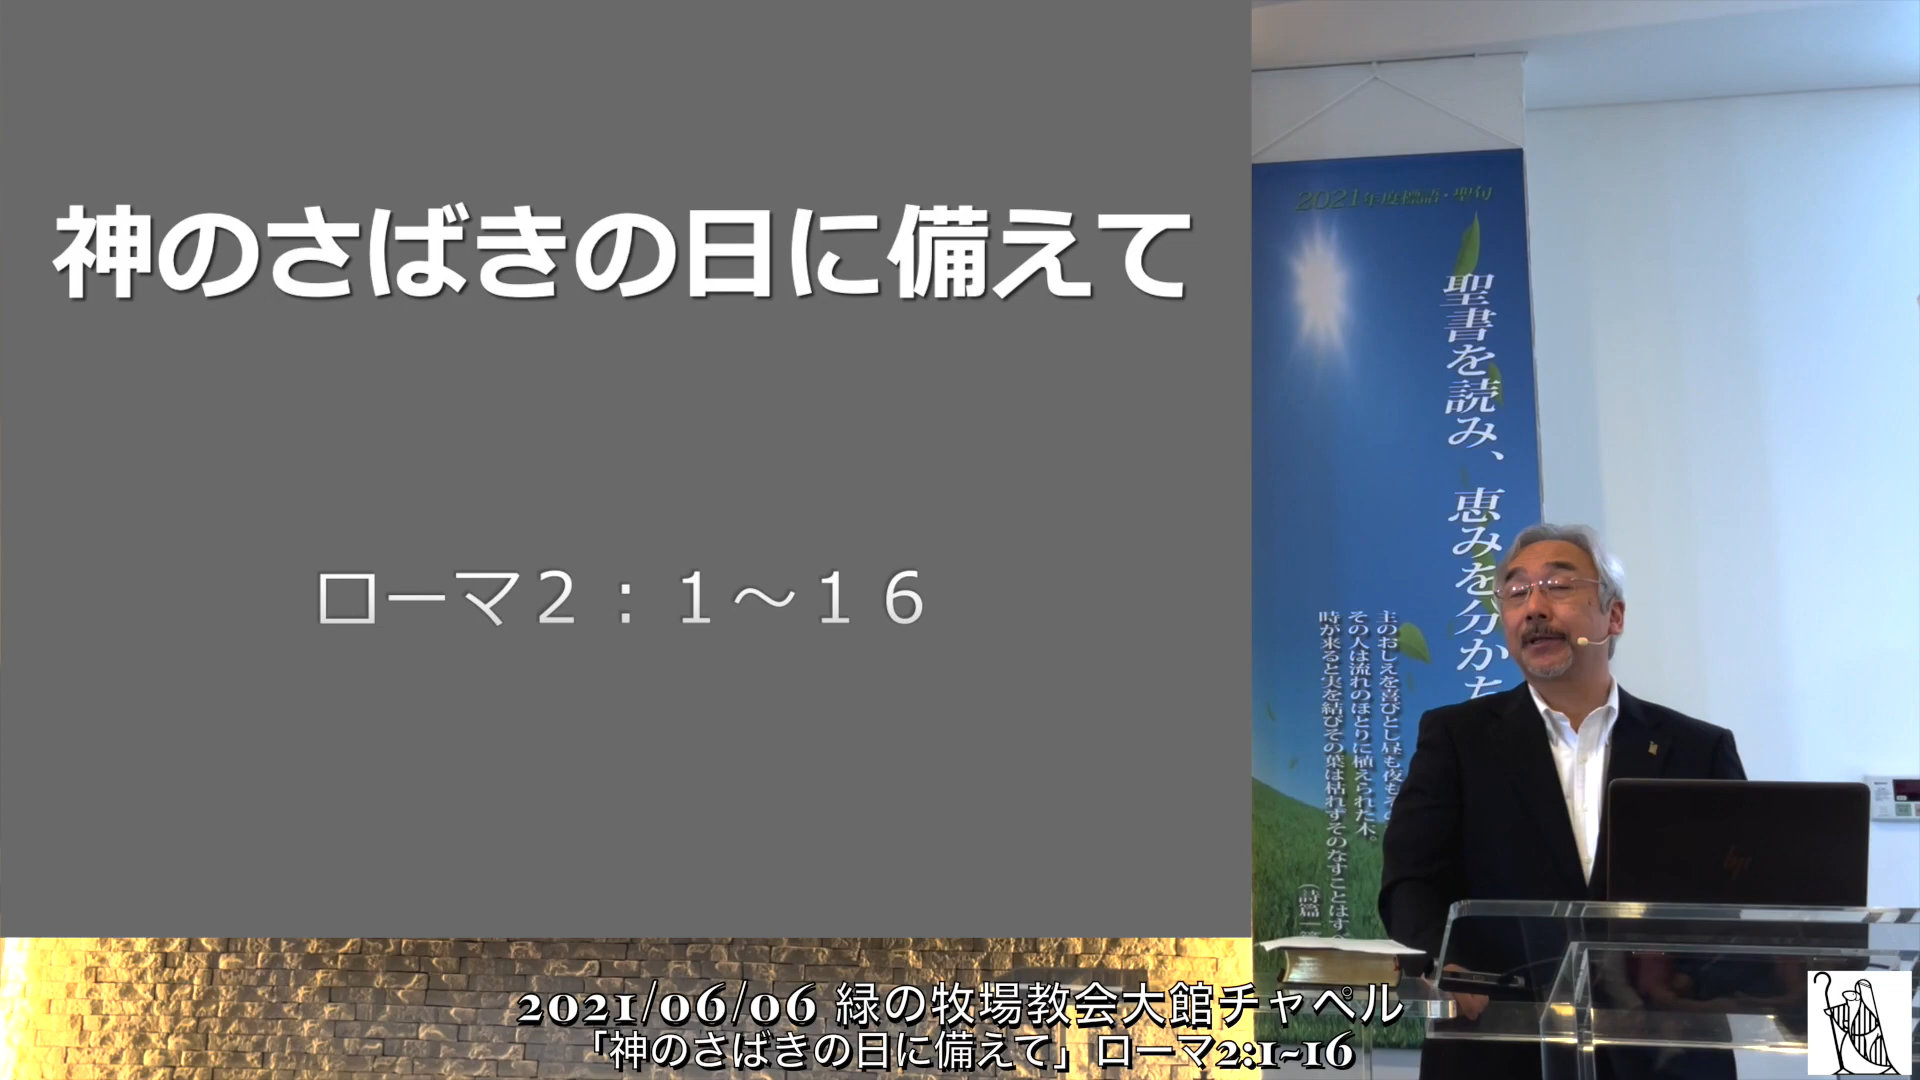 神のさばきの日に備えて
ローマ２：１～１６
2021年度標語・聖句
聖書を読み、恵みを分かち
主のおしえを喜びとし昼も夜もその
その人は流れのほとりに植えられた木。
時が来ると実を結びその葉は枯れずそのなすことはす
(詩篇一篇
hp
2021/06/06 緑の牧場教会大館チャペル
「神のさばきの日に備えて」ローマ2:1~16